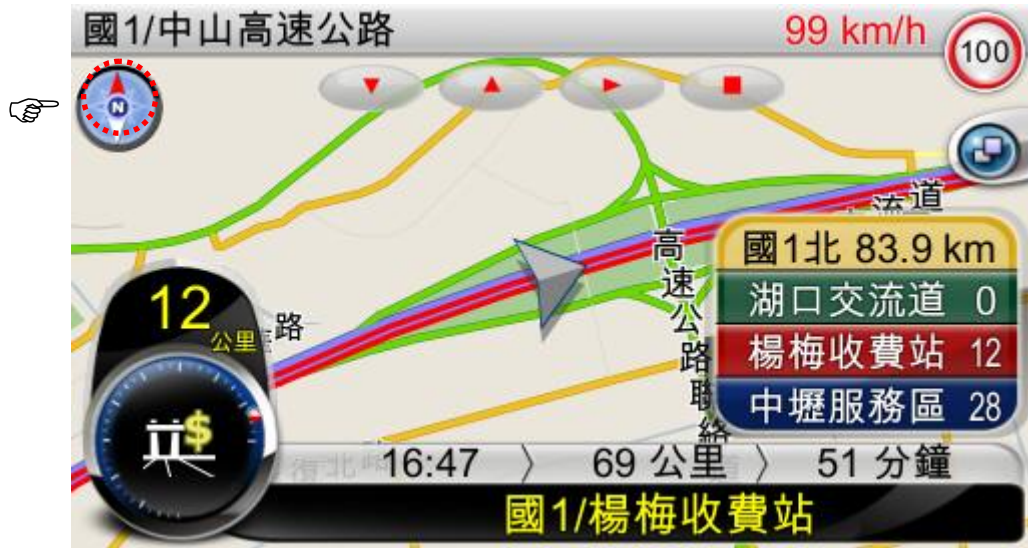 國1/中山高速公路
99 km/h
100
N
流道
高速公路聯絡
國1北 83.9 km
湖口交流道 0
楊梅收費站 12
中壢服務區 28
12
公里
路
$
16:47 〉 69 公里 〉 51 分鐘
國1/楊梅收費站